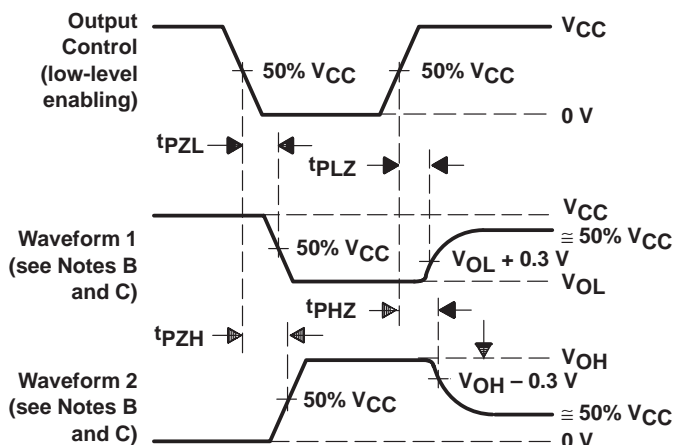 Output
Control
(low-level
enabling)
50% VCC
50% VCC
VCC
0 V
tPZL
tPLZ
Waveform 1
(see Notes B
and C)
50% VCC
VCC
≅ 50% VCC
VOL + 0.3 V
VOL
tPZH
tPHZ
Waveform 2
(see Notes B
and C)
50% VCC
VOH
VOH – 0.3 V
≅ 50% VCC
0 V